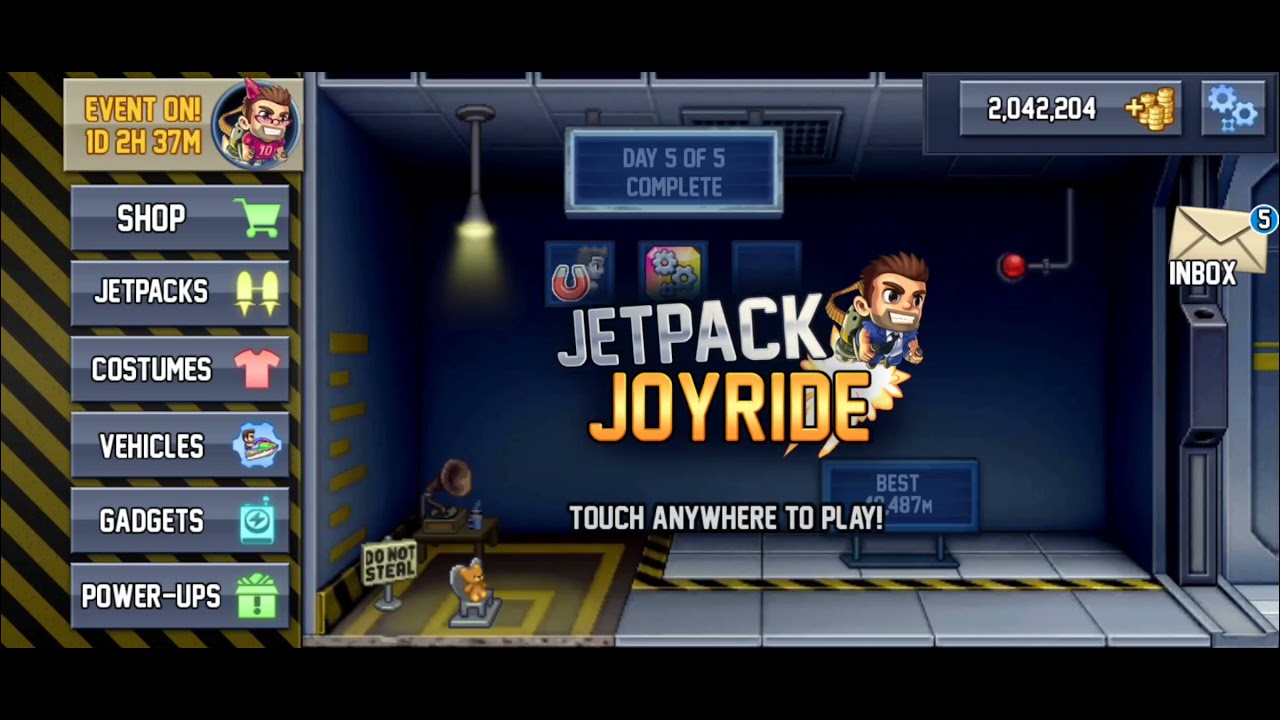 EVENT ON!
1D 2H 37M
10
SHOP
JETPACKS
COSTUMES
VEHICLES
GADGETS
POWER-UPS
DAY 5 OF 5
COMPLETE
2,042,204
5
INBOX
JETPACK
JOYRIDE
BEST
TOUCH ANYWHERE TO PLAY!
DO NOT
STEAL